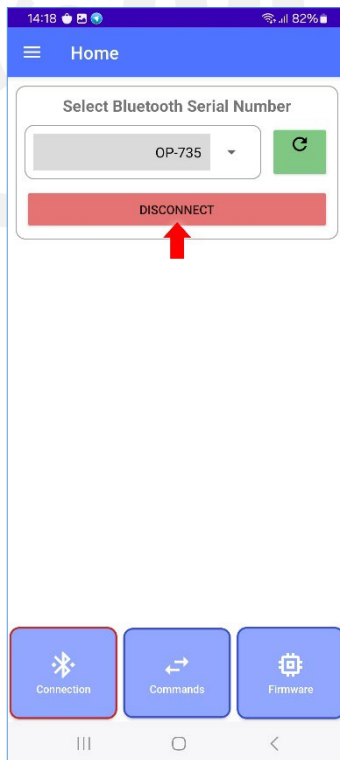 14:18 82%
Home
Select Bluetooth Serial Number
OP-735
DISCONNECT
Connection Commands Firmware